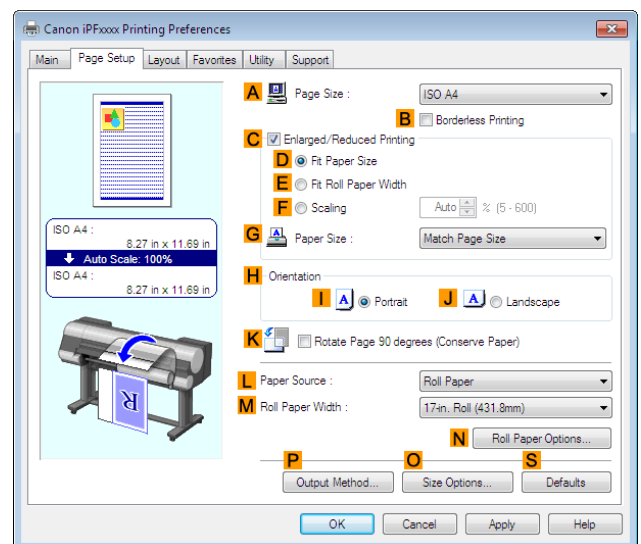 Canon iPFxxxx Printing Preferences
Main Page Setup Layout Favorites Utility Support
A Page Size : ISO A4
B Borderless Printing
C Enlarged/Reduced Printing
D Fit Paper Size
E Fit Roll Paper Width
F Scaling Auto % (5 - 600)
G Paper Size : Match Page Size
ISO A4 :
8.27 in x 11.69 in
Auto Scale: 100%
ISO A4 :
8.27 in x 11.69 in
H Orientation
I A Portrait J A Landscape
K Rotate Page 90 degrees (Conserve Paper)
R
L Paper Source : Roll Paper
M Roll Paper Width : 17-in. Roll (431.8mm)
N Roll Paper Options...
P O S
Output Method... Size Options... Defaults
OK Cancel Apply Help